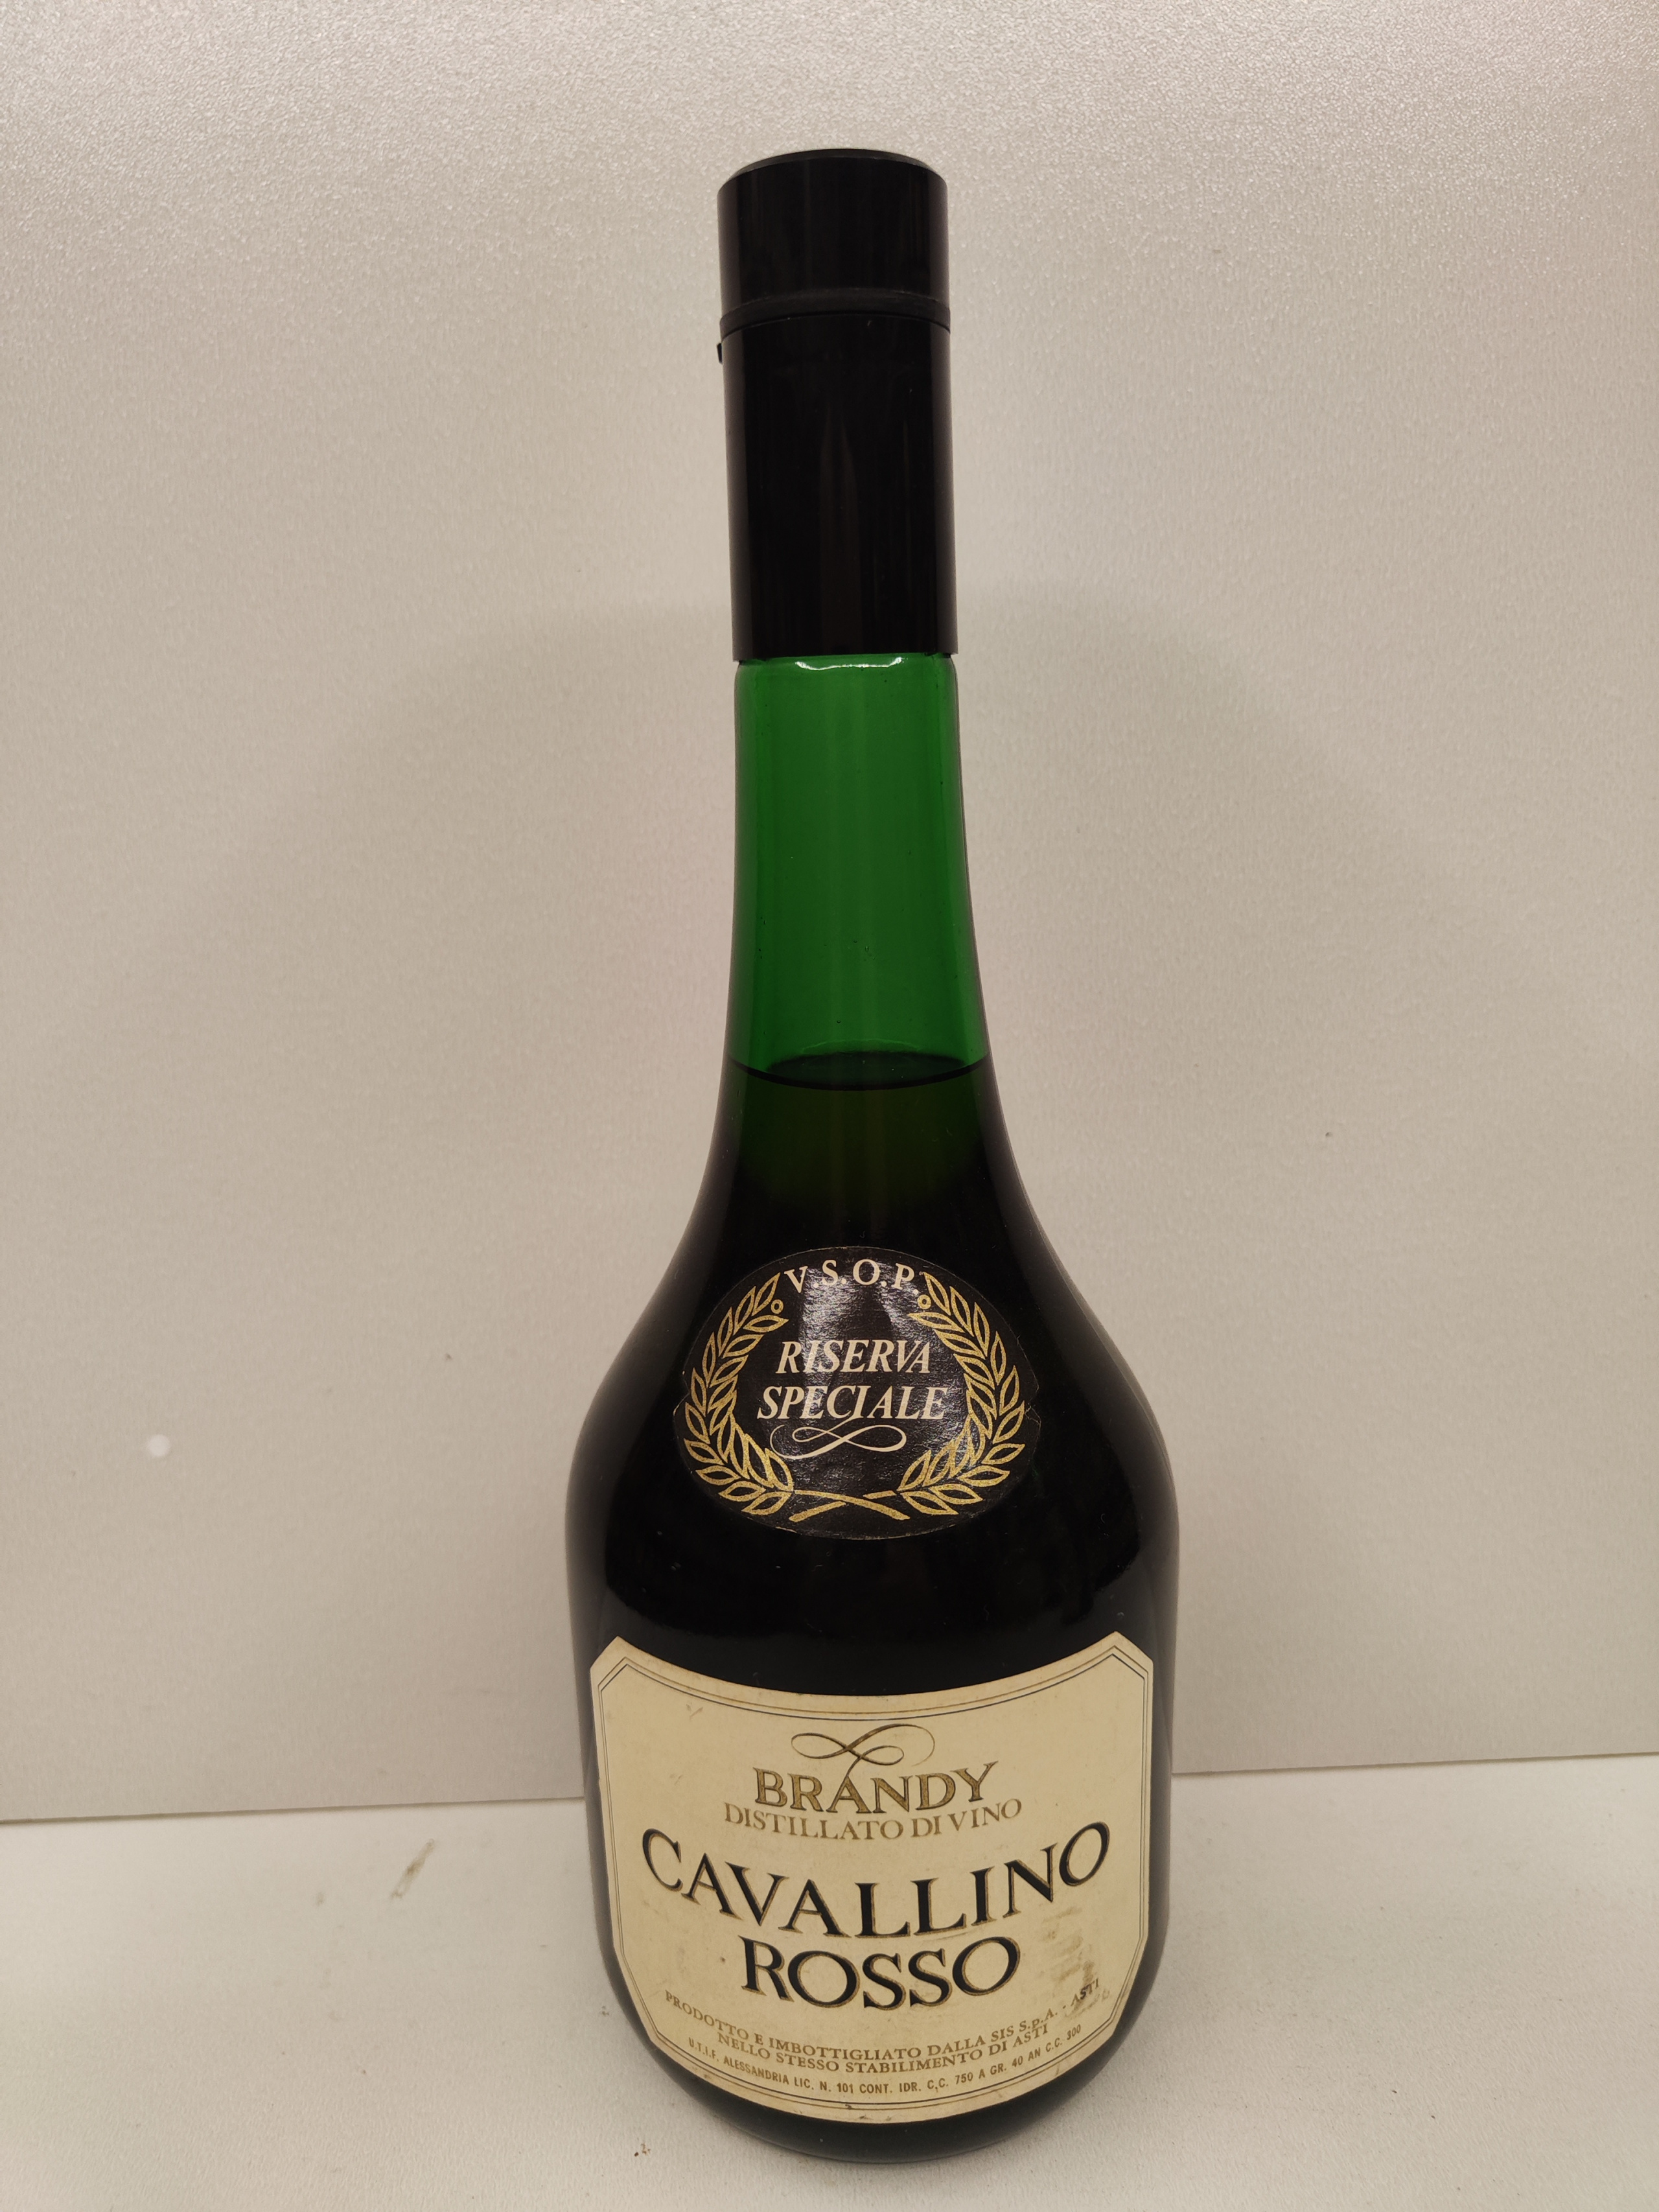 V.S.O.P.
RISERVA
SPECIALE
BRANDY
DISTILLATO DI VINO
CAVALLINO
ROSSO
PRODOTTO E IMBOTTIGLIATO DALLA SIS S.p.A. - ASTI
NELLO STESSO STABILIMENTO DI ASTI
U.T.I.F. ALESSANDRIA LIC. N. 101 CONT. IDR. C.C. 750 A GR. 40 AN C.C. 300